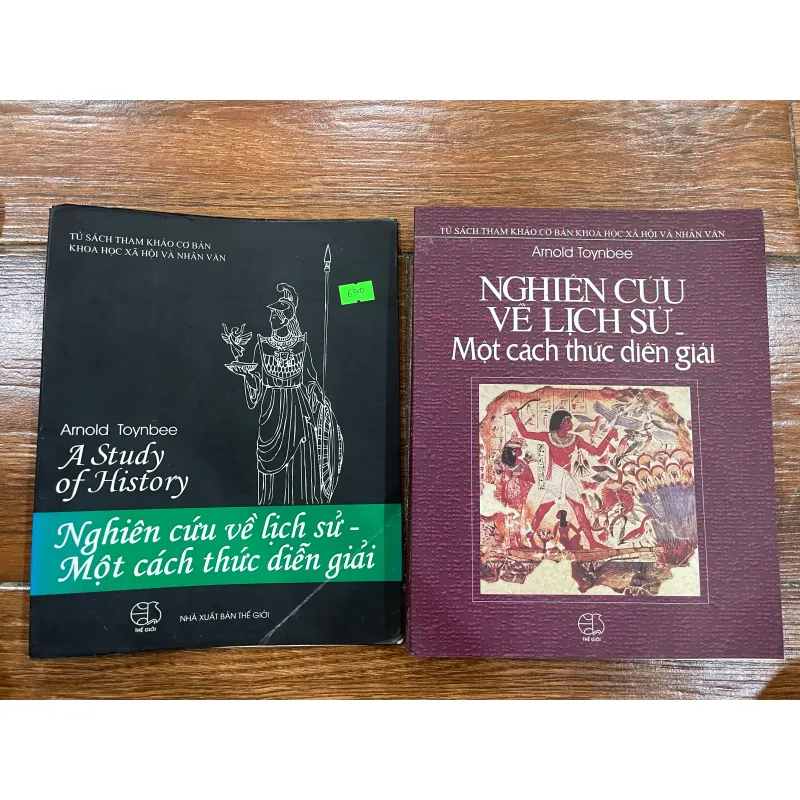 TỦ SÁCH THAM KHẢO CƠ BẢN
KHOA HỌC XÃ HỘI VÀ NHÂN VĂN
650
Arnold Toynbee
A Study
of History
Nghiên cứu về lịch sử -
Một cách thức diễn giải
THẾ GIỚI
NHÀ XUẤT BẢN THẾ GIỚI
TỦ SÁCH THAM KHẢO CƠ BẢN KHOA HỌC XÃ HỘI VÀ NHÂN VĂN
Arnold Toynbee
NGHIÊN CỨU
VỀ LỊCH SỬ -
Một cách thức diễn giải
THẾ GIỚI